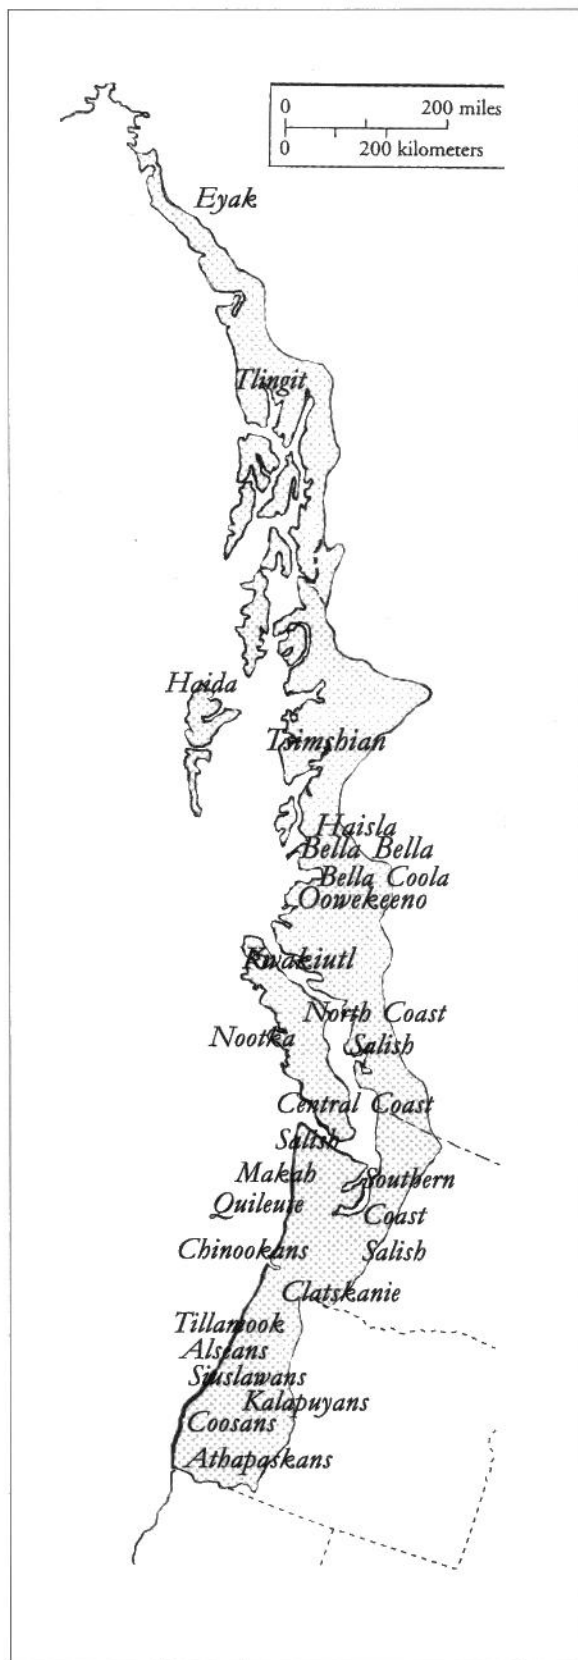 0 200 miles
0 200 kilometers
Eyak
Tlingit
Haida
Tsimshian
Haisla
Bella Bella
Bella Coola
Oowekeeno
Kwakiutl
North Coast
Nootka Salish
Central Coast
Salish
Makah Southern
Quileute Coast
Chinookans Salish
Clatskanie
Tillamook
Alseans
Siuslawans
Kalapuyans
Coosans
Athapaskans